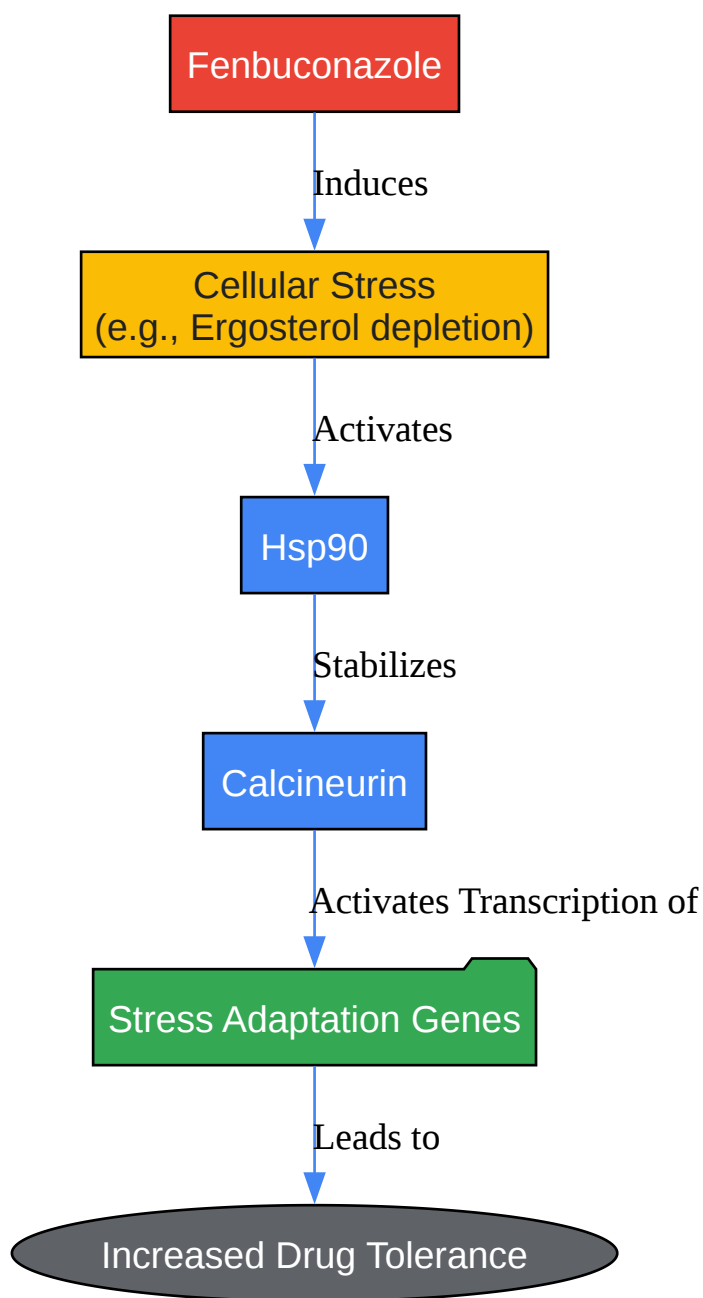 Fenbuconazole
Induces
Cellular Stress
(e.g., Ergosterol depletion)
Activates
Hsp90
Stabilizes
Calcineurin
Activates Transcription of
Stress Adaptation Genes
Leads to
Increased Drug Tolerance